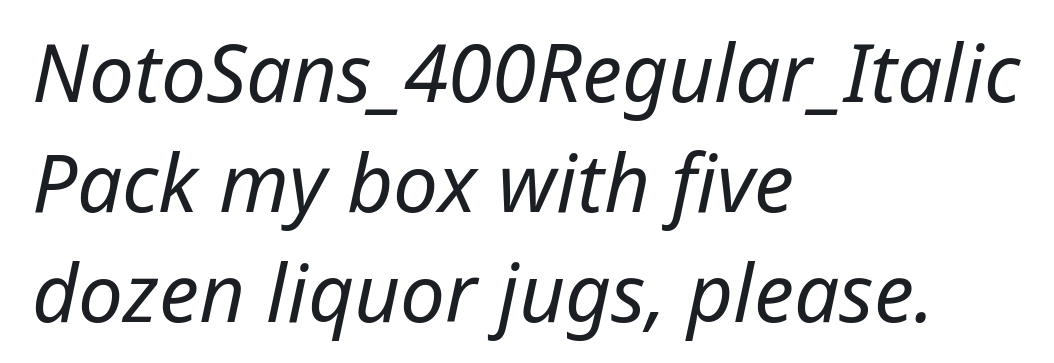 NotoSans_400Regular_Italic
Pack my box with five
dozen liquor jugs, please.